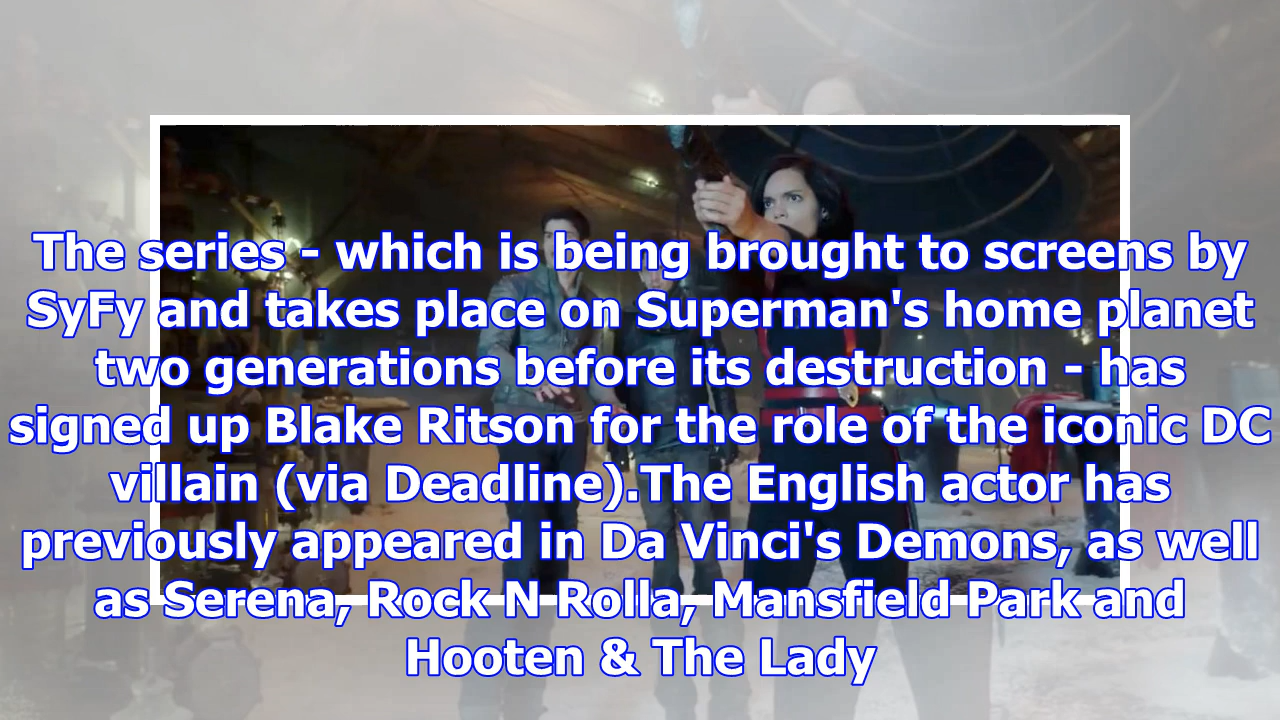 The series - which is being brought to screens by
SyFy and takes place on Superman's home planet
two generations before its destruction - has
signed up Blake Ritson for the role of the iconic DC
villain (via Deadline).The English actor has
previously appeared in Da Vinci's Demons, as well
as Serena, Rock N Rolla, Mansfield Park and
Hooten & The Lady